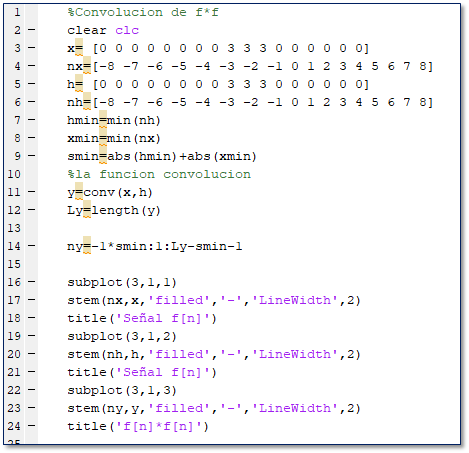 1 %Convolucion de f*f
2 - clear clc
3 - x= [0 0 0 0 0 0 0 0 3 3 3 0 0 0 0 0 0]
4 - nx=[-8 -7 -6 -5 -4 -3 -2 -1 0 1 2 3 4 5 6 7 8]
5 - h= [0 0 0 0 0 0 0 0 3 3 3 0 0 0 0 0 0]
6 - nh=[-8 -7 -6 -5 -4 -3 -2 -1 0 1 2 3 4 5 6 7 8]
7 - hmin=min(nh)
8 - xmin=min(nx)
9 - smin=abs(hmin)+abs(xmin)
10 %la funcion convolucion
11 - y=conv(x,h)
12 - Ly=length(y)
13
14 - ny=-1*smin:1:Ly-smin-1
15
16 - subplot(3,1,1)
17 - stem(nx,x,'filled','-','LineWidth',2)
18 - title('Señal f[n]')
19 - subplot(3,1,2)
20 - stem(nh,h,'filled','-','LineWidth',2)
21 - title('Señal f[n]')
22 - subplot(3,1,3)
23 - stem(ny,y,'filled','-','LineWidth',2)
24 - title('f[n]*f[n]')
25